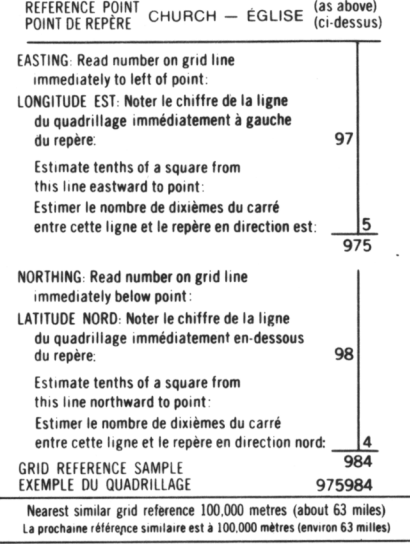 REFERENCE POINT CHURCH — ÉGLISE (as above)
POINT DE REPÈRE (ci-dessus)
EASTING: Read number on grid line
immediately to left of point:
LONGITUDE EST: Noter le chiffre de la ligne
du quadrillage immédiatement à gauche
du repère: 97
Estimate tenths of a square from
this line eastward to point:
Estimer le nombre de dixièmes du carré
entre cette ligne et le repère en direction est: 5
975
NORTHING: Read number on grid line
immediately below point:
LATITUDE NORD: Noter le chiffre de la ligne
du quadrillage immédiatement en-dessous
du repère: 98
Estimate tenths of a square from
this line northward to point:
Estimer le nombre de dixièmes du carré
entre cette ligne et le repère en direction nord: 4
GRID REFERENCE SAMPLE 984
EXEMPLE DU QUADRILLAGE 975984
Nearest similar grid reference 100,000 metres (about 63 miles)
La prochaine référence similaire est à 100,000 mètres (environ 63 milles)